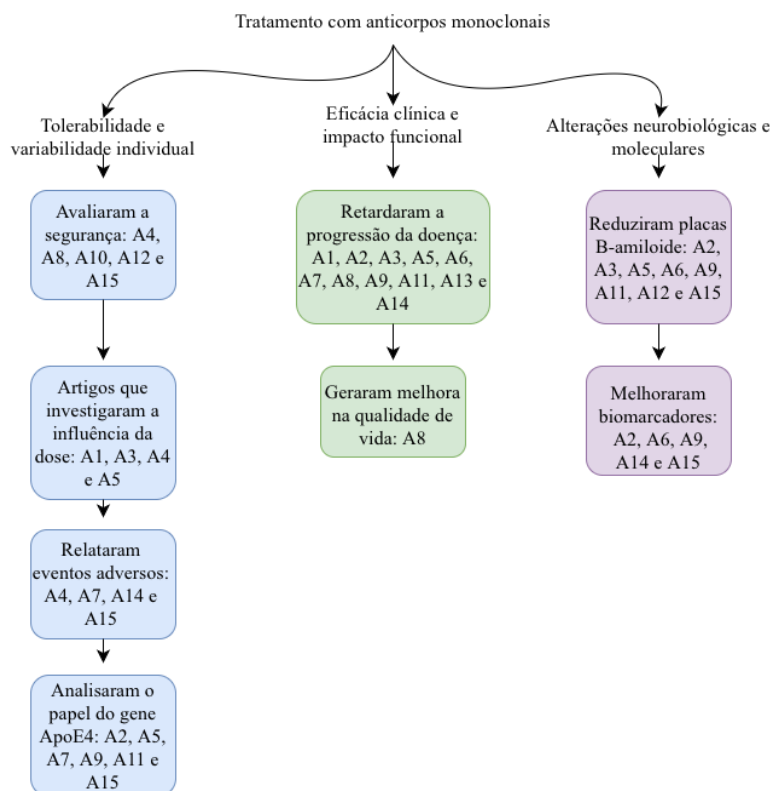 Tratamento com anticorpos monoclonais
Tolerabilidade e
variabilidade individual
Eficácia clínica e
impacto funcional
Alterações neurobiológicas e
moleculares
Avaliaram a
segurança: A4,
A8, A10, A12 e
A15
Artigos que
investigaram a
influência da
dose: A1, A3, A4
e A5
Relataram
eventos adversos:
A4, A7, A14 e
A15
Analisaram o
papel do gene
ApoE4: A2, A5,
A7, A9, A11 e
A15
Retardaram a
progressão da doença:
A1, A2, A3, A5, A6,
A7, A8, A9, A11, A13 e
A14
Geraram melhora
na qualidade de
vida: A8
Reduziram placas
B-amiloide: A2,
A3, A5, A6, A9,
A11, A12 e A15
Melhoraram
biomarcadores:
A2, A6, A9,
A14 e A15